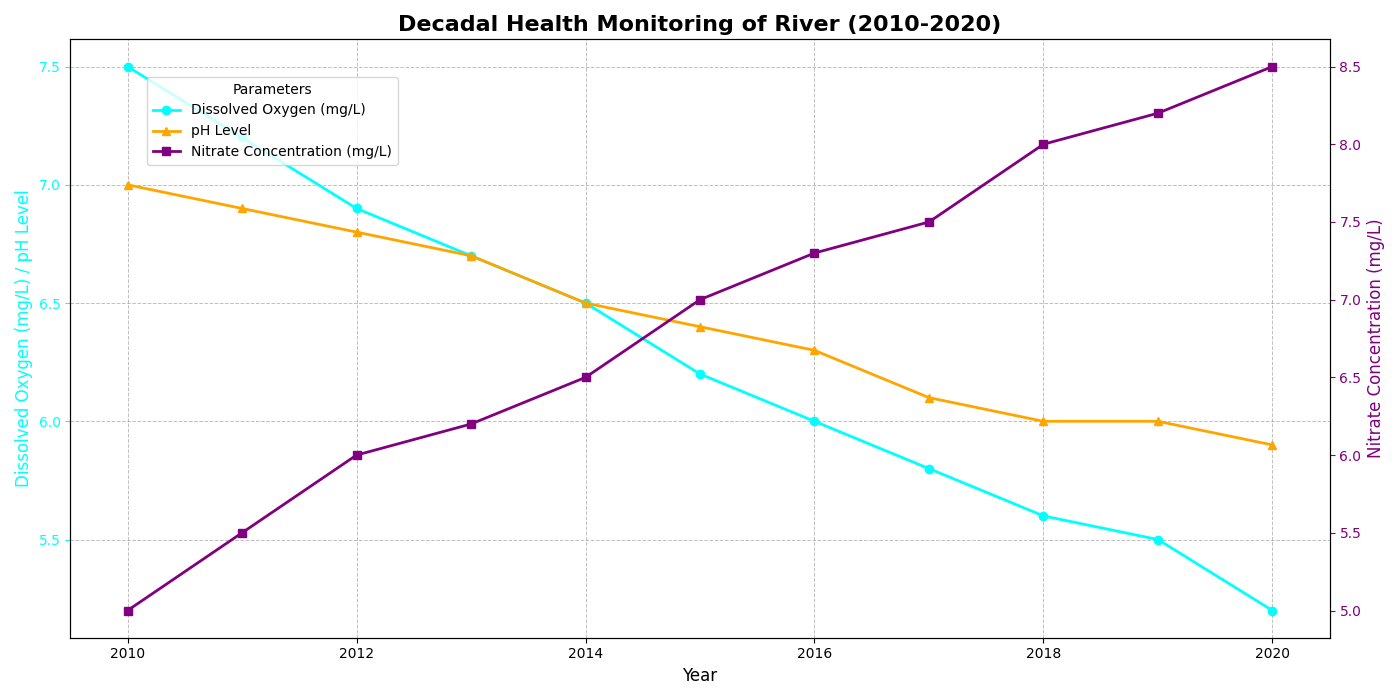 Decadal Health Monitoring of River (2010-2020)
Dissolved Oxygen (mg/L) / pH Level
7.5
7.0
6.5
6.0
5.5
Parameters
Dissolved Oxygen (mg/L)
pH Level
Nitrate Concentration (mg/L)
8.5
8.0
7.5
7.0
6.5
6.0
5.5
5.0
Nitrate Concentration (mg/L)
2010
2012
2014
2016
2018
2020
Year